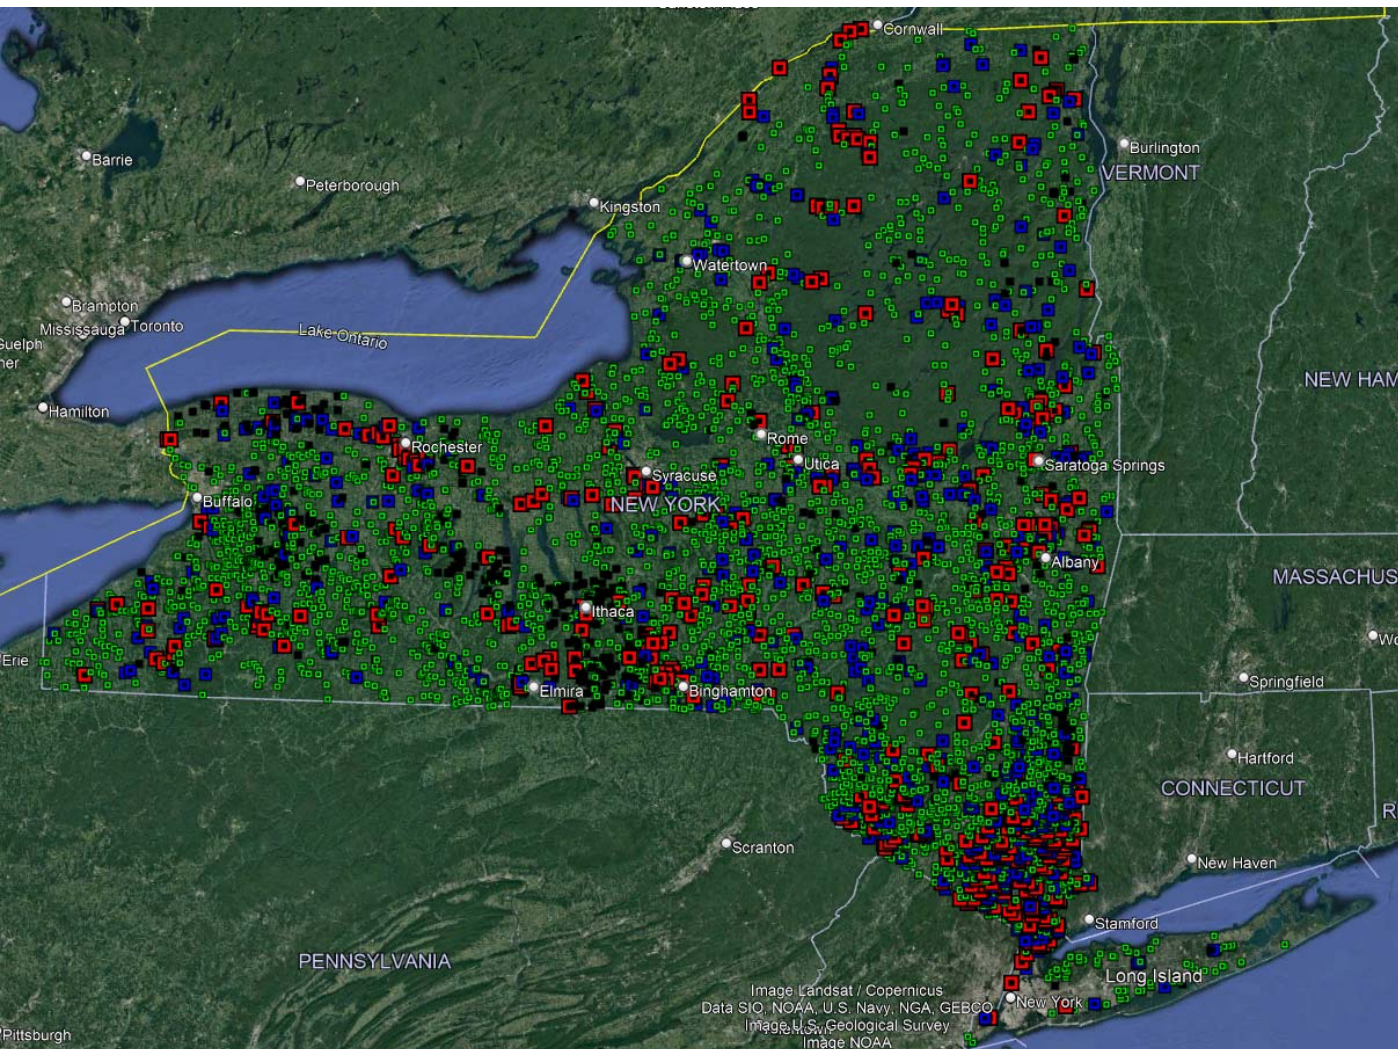 Cornwall
Barrie
Burlington
VERMONT
Peterborough
Kingston
Watertown
Brampton
Mississauga
Toronto
Lake Ontario
NEW HAM
Hamilton
Rochester
Rome
Utica
Saratoga Springs
Syracuse
Buffalo
NEW YORK
Albany
MASSACHUS
Ithaca
Erie
Elmira
Binghamton
Springfield
Hartford
CONNECTICUT
Scranton
New Haven
Stamford
PENNSYLVANIA
Long Island
New York
Image Landsat / Copernicus
Data SIO, NOAA, U.S. Navy, NGA, GEBCO
Image U.S. Geological Survey
Image NOAA
Pittsburgh